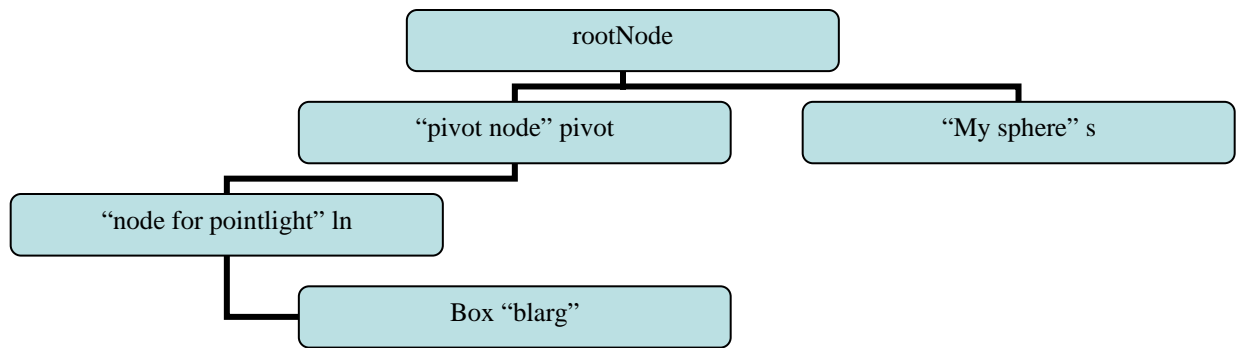 rootNode
“pivot node” pivot
“My sphere” s
“node for pointlight” ln
Box “blarg”